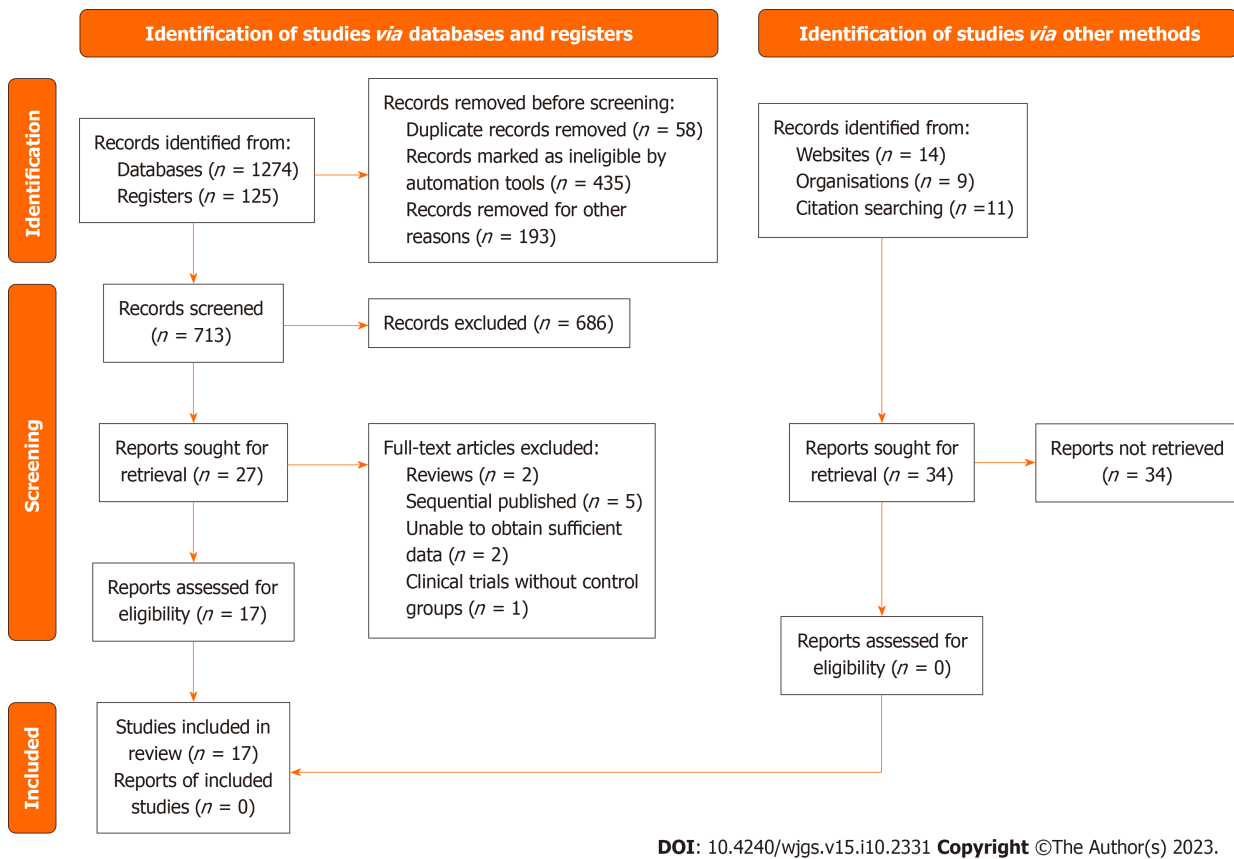 Identification of studies via databases and registers
Identification of studies via other methods
Identification
Records identified from:
Databases (n = 1274)
Registers (n = 125)
Records removed before screening:
Duplicate records removed (n = 58)
Records marked as ineligible by
automation tools (n = 435)
Records removed for other
reasons (n = 193)
Records identified from:
Websites (n = 14)
Organisations (n = 9)
Citation searching (n =11)
Screening
Records screened
(n = 713)
Records excluded (n = 686)
Reports sought for
retrieval (n = 27)
Full-text articles excluded:
Reviews (n = 2)
Sequential published (n = 5)
Unable to obtain sufficient
data (n = 2)
Clinical trials without control
groups (n = 1)
Reports sought for
retrieval (n = 34)
Reports not retrieved
(n = 34)
Reports assessed for
eligibility (n = 17)
Reports assessed for
eligibility (n = 0)
Included
Studies included in
review (n = 17)
Reports of included
studies (n = 0)
DOI: 10.4240/wjgs.v15.i10.2331 Copyright ©The Author(s) 2023.